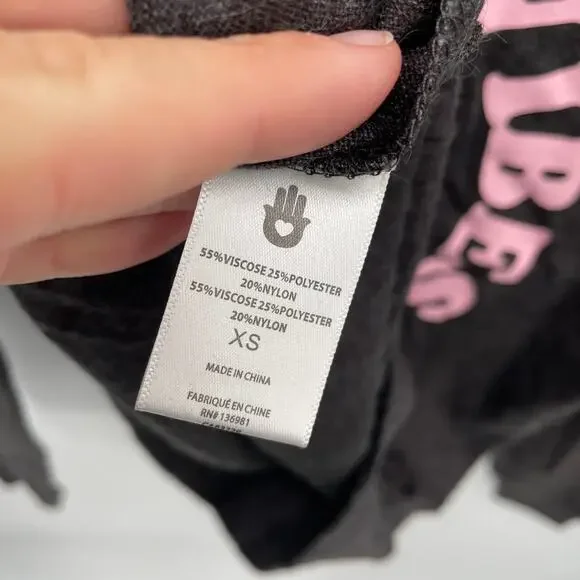 55%VISCOSE 25%POLYESTER
20%NYLON
55%VISCOSE 25%POLYESTER
20%NYLON
XS
MADE IN CHINA
FABRIQUÉ EN CHINE
RN# 136981
IBES